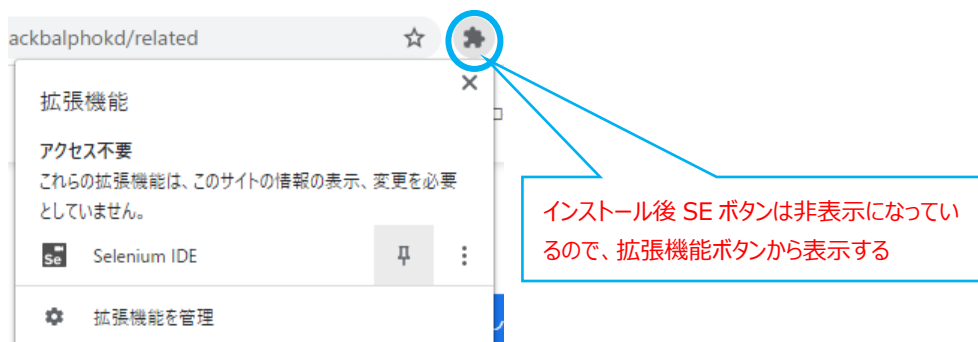 ackbalphokd/related
拡張機能
アクセス不要
これらの拡張機能は、このサイトの情報の表示、変更を必要
としていません。
Se Selenium IDE
拡張機能を管理
インストール後 SE ボタンは非表示になってい
るので、拡張機能ボタンから表示する